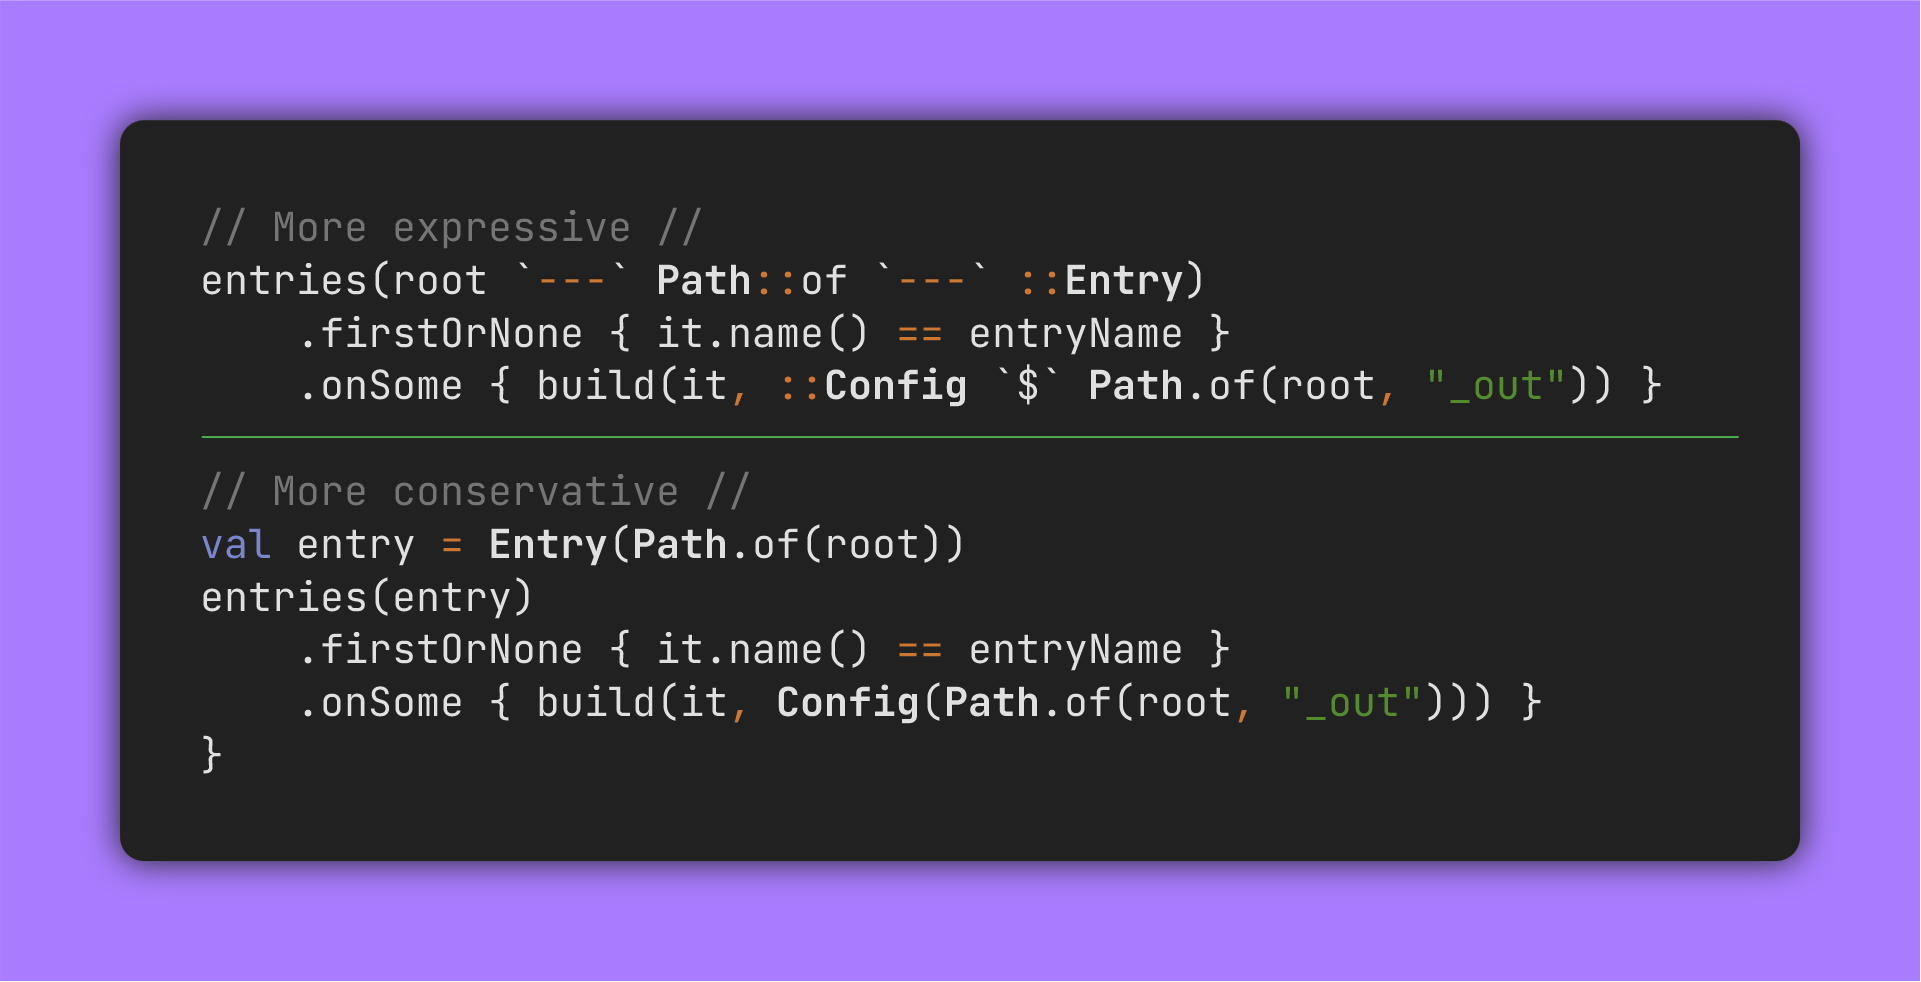 // More expressive //
entries(root `---` Path::of `---` ::Entry)
    .firstOrNone { it.name() == entryName }
    .onSome { build(it, ::Config `$` Path.of(root, "_out")) }
// More conservative //
val entry = Entry(Path.of(root))
entries(entry)
    .firstOrNone { it.name() == entryName }
    .onSome { build(it, Config(Path.of(root, "_out"))) }
}